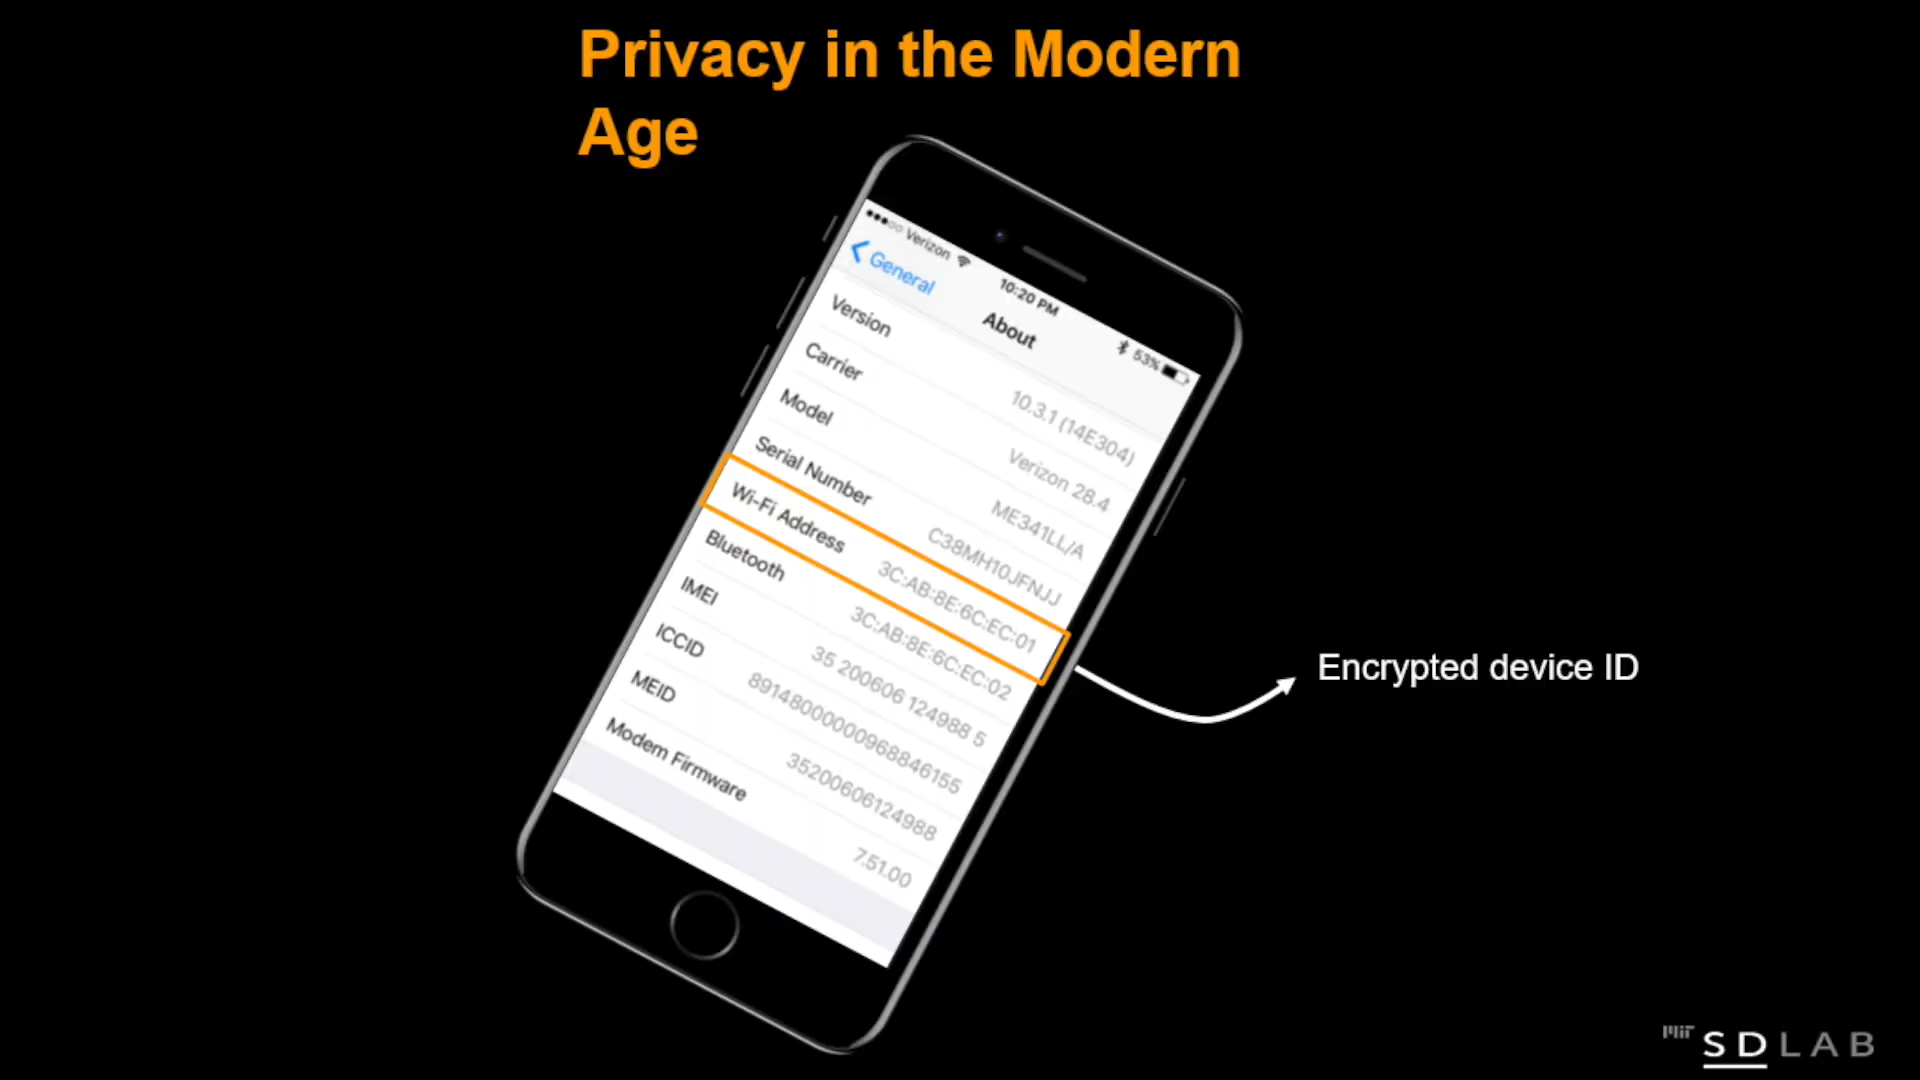 Privacy in the Modern
Age
Verizon 10:20 PM 53%
General About
Version 10.3.1 (14E304)
Carrier Verizon 28.4
Model ME341LL/A
Serial Number C38MH10JFNJJ
Wi-Fi Address 3C:AB:8E:6C:EC:01
Bluetooth 3C:AB:8E:6C:EC:02
IMEI 35 200606 124988 5
ICCID 89148000000968846155
MEID 35200606124988
Modem Firmware 7.51.00
Encrypted device ID
MIT SDLAB